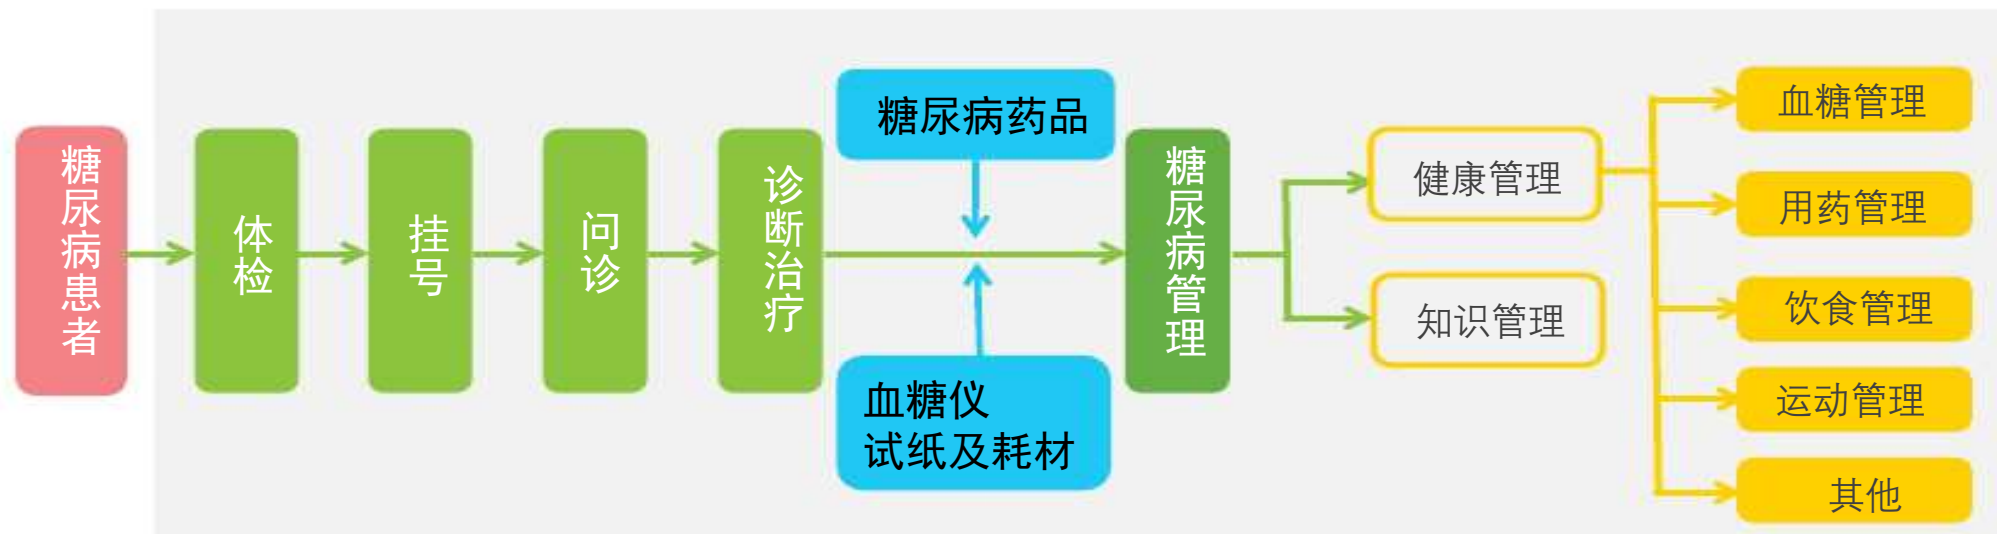 糖尿病患者
体检
挂号
问诊
诊断治疗
糖尿病药品
血糖仪
试纸及耗材
糖尿病管理
健康管理
知识管理
血糖管理
用药管理
饮食管理
运动管理
其他